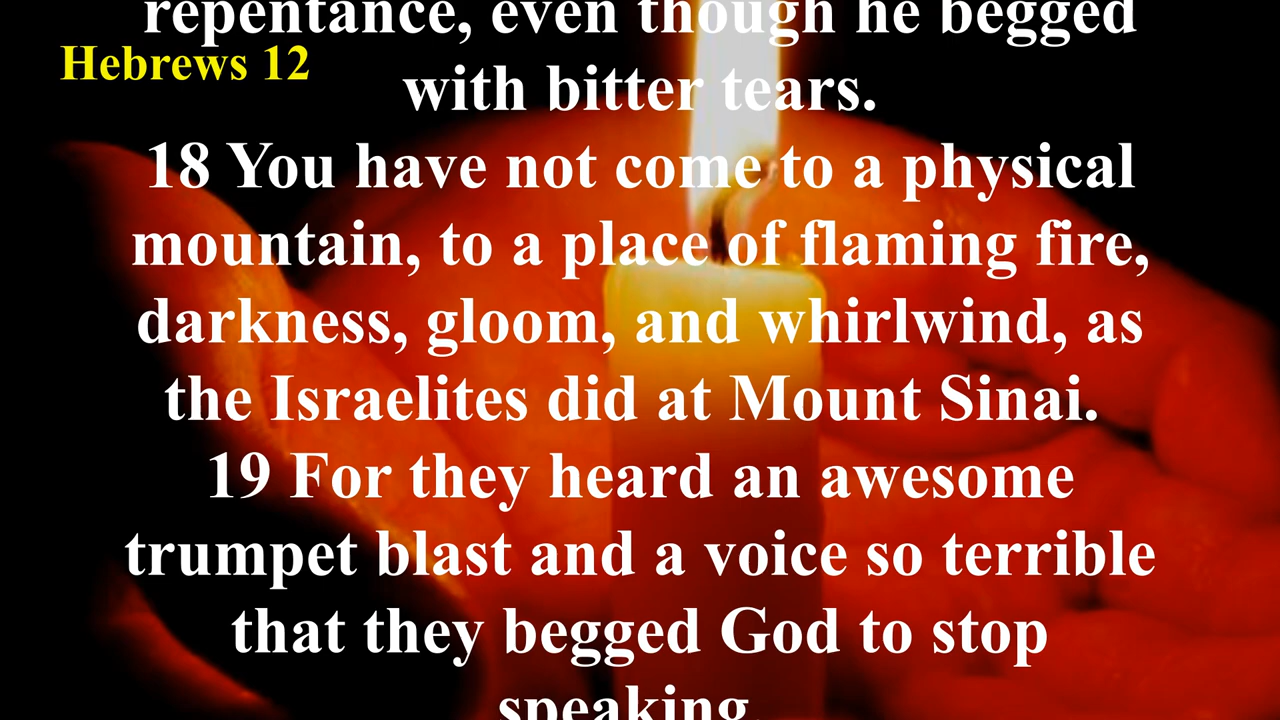 repentance, even though he begged
Hebrews 12
with bitter tears.
18 You have not come to a physical
mountain, to a place of flaming fire,
darkness, gloom, and whirlwind, as
the Israelites did at Mount Sinai.
19 For they heard an awesome
trumpet blast and a voice so terrible
that they begged God to stop
speaking.